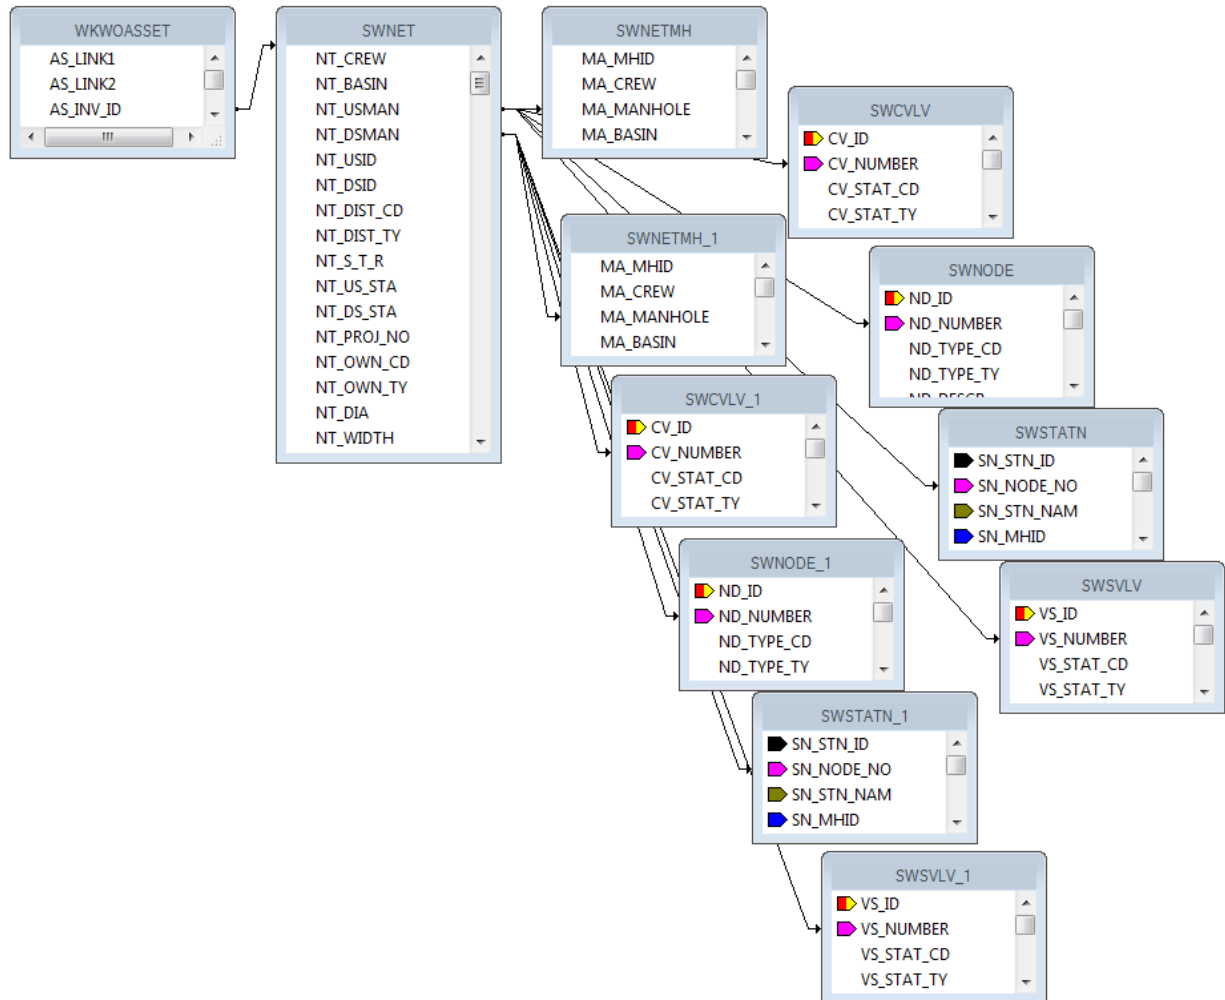 WKWOASSET
AS_LINK1
AS_LINK2
AS_INV_ID
SWNET
NT_CREW
NT_BASIN
NT_USMAN
NT_DSMAN
NT_USID
NT_DSID
NT_DIST_CD
NT_DIST_TY
NT_S_T_R
NT_US_STA
NT_DS_STA
NT_PROJ_NO
NT_OWN_CD
NT_OWN_TY
NT_DIA
NT_WIDTH
SWNETMH
MA_MHID
MA_CREW
MA_MANHOLE
MA_BASIN
SWCVLV
CV_ID
CV_NUMBER
CV_STAT_CD
CV_STAT_TY
SWNETMH_1
MA_MHID
MA_CREW
MA_MANHOLE
MA_BASIN
SWNODE
ND_ID
ND_NUMBER
ND_TYPE_CD
ND_TYPE_TY
SWCVLV_1
CV_ID
CV_NUMBER
CV_STAT_CD
CV_STAT_TY
SWSTATN
SN_STN_ID
SN_NODE_NO
SN_STN_NAM
SN_MHID
SWNODE_1
ND_ID
ND_NUMBER
ND_TYPE_CD
ND_TYPE_TY
SWSVLV
VS_ID
VS_NUMBER
VS_STAT_CD
VS_STAT_TY
SWSTATN_1
SN_STN_ID
SN_NODE_NO
SN_STN_NAM
SN_MHID
SWSVLV_1
VS_ID
VS_NUMBER
VS_STAT_CD
VS_STAT_TY